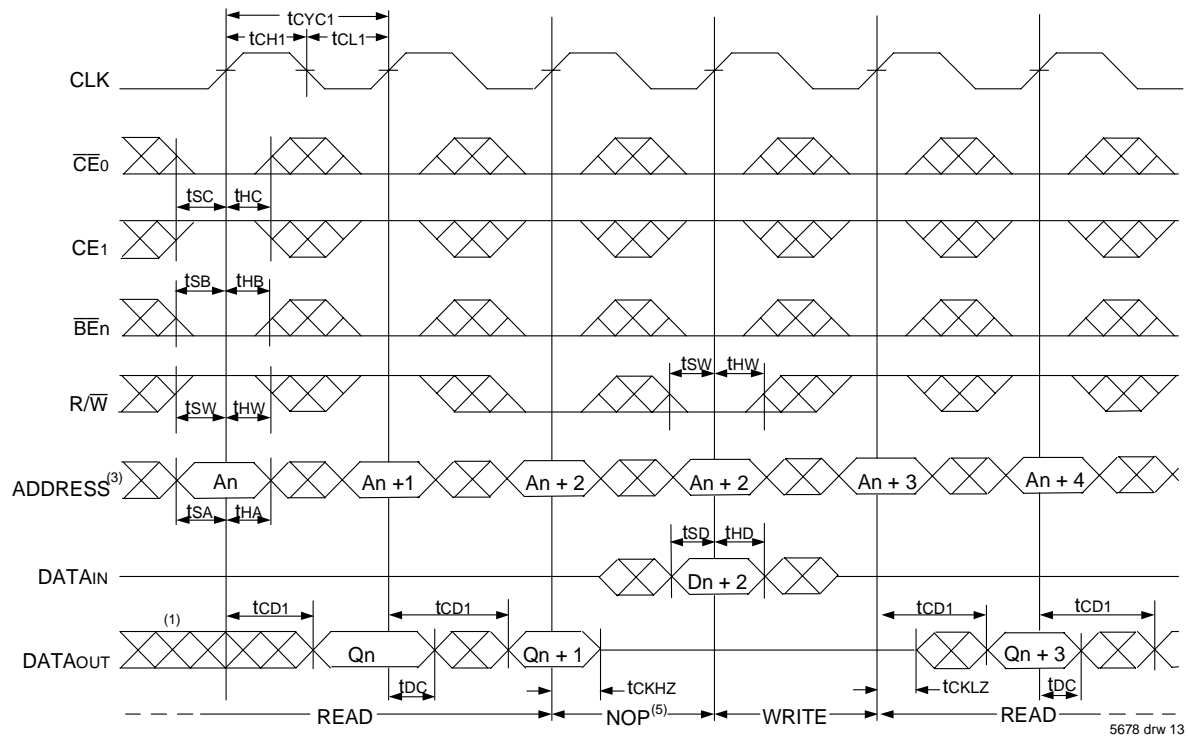 tCYC1
tCH1 tCL1
CLK
CE0
tSC tHC
CE1
tSB tHB
BEn
tSW tHW
R/W
tSW tHW
ADDRESS(3) An An +1 An + 2 An + 2 An + 3 An + 4
tSA tHA
tSD tHD
DATAIN Dn + 2
tCD1 tCD1 tCD1 tCD1
(1)
DATAOUT Qn Qn + 1 Qn + 3
tDC tCKHZ tCKLZ tDC
READ NOP(5) WRITE READ
5678 drw 13